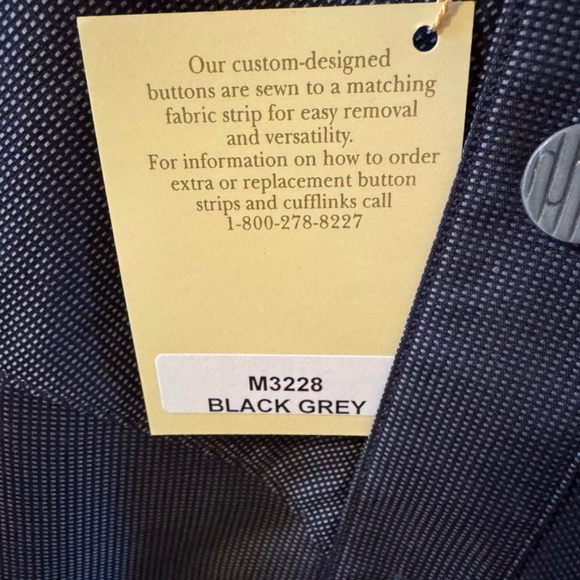 Our custom-designed
buttons are sewn to a matching
fabric strip for easy removal
and versatility.
For information on how to order
extra or replacement button
strips and cufflinks call
1-800-278-8227
M3228
BLACK GREY